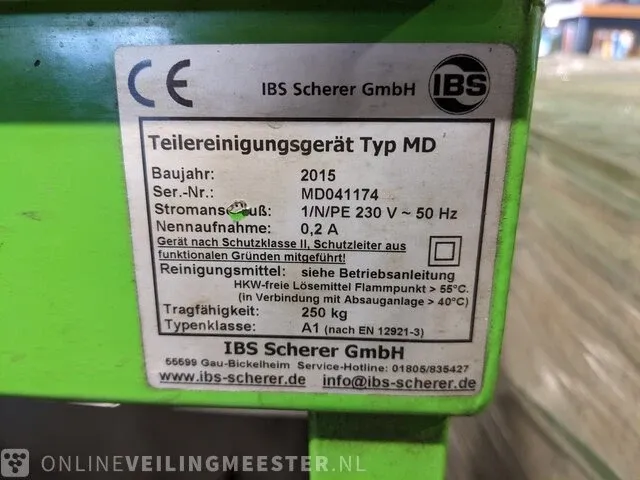 CE IBS Scherer GmbH IBS
Teilereinigungsgerät Typ MD
Baujahr: 2015
Ser.-Nr.: MD041174
1/N/PE 230 V ~ 50 Hz
Nennaufnahme: 0,2 A
Gerät nach Schutzklasse II, Schutzleiter aus
funktionalen Gründen mitgeführt!
Reinigungsmittel: siehe Betriebsanleitung
HKW-freie Lösemittel Flammpunkt > 55°C.
(in Verbindung mit Absauganlage > 40°C)
Tragfähigkeit: 250 kg
Typenklasse: A1 (nach EN 12921-3)
IBS Scherer GmbH
55599 Gau-Bickelheim Service-Hotline: 01805/835427
www.ibs-scherer.de info@ibs-scherer.de
ONLINEVEILINGMEESTER.NL